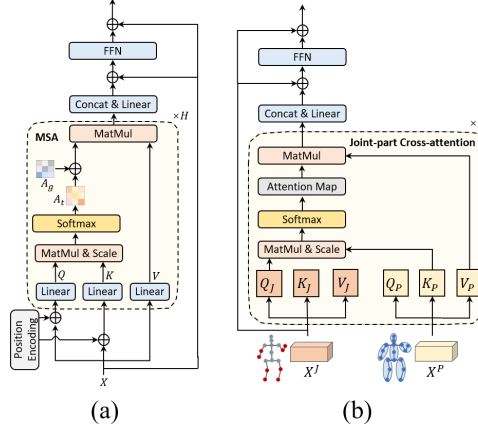 FFN
Concat & Linear
×H
MSA
MatMul
A_g
A_t
Softmax
MatMul & Scale
Q
K
V
Linear
Linear
Linear
Position
Encoding
X
(a)
FFN
Concat & Linear
×
Joint-part Cross-attention
MatMul
Attention Map
Softmax
MatMul & Scale
Q_J
K_J
V_J
Q_P
K_P
V_P
X^J
X^P
(b)